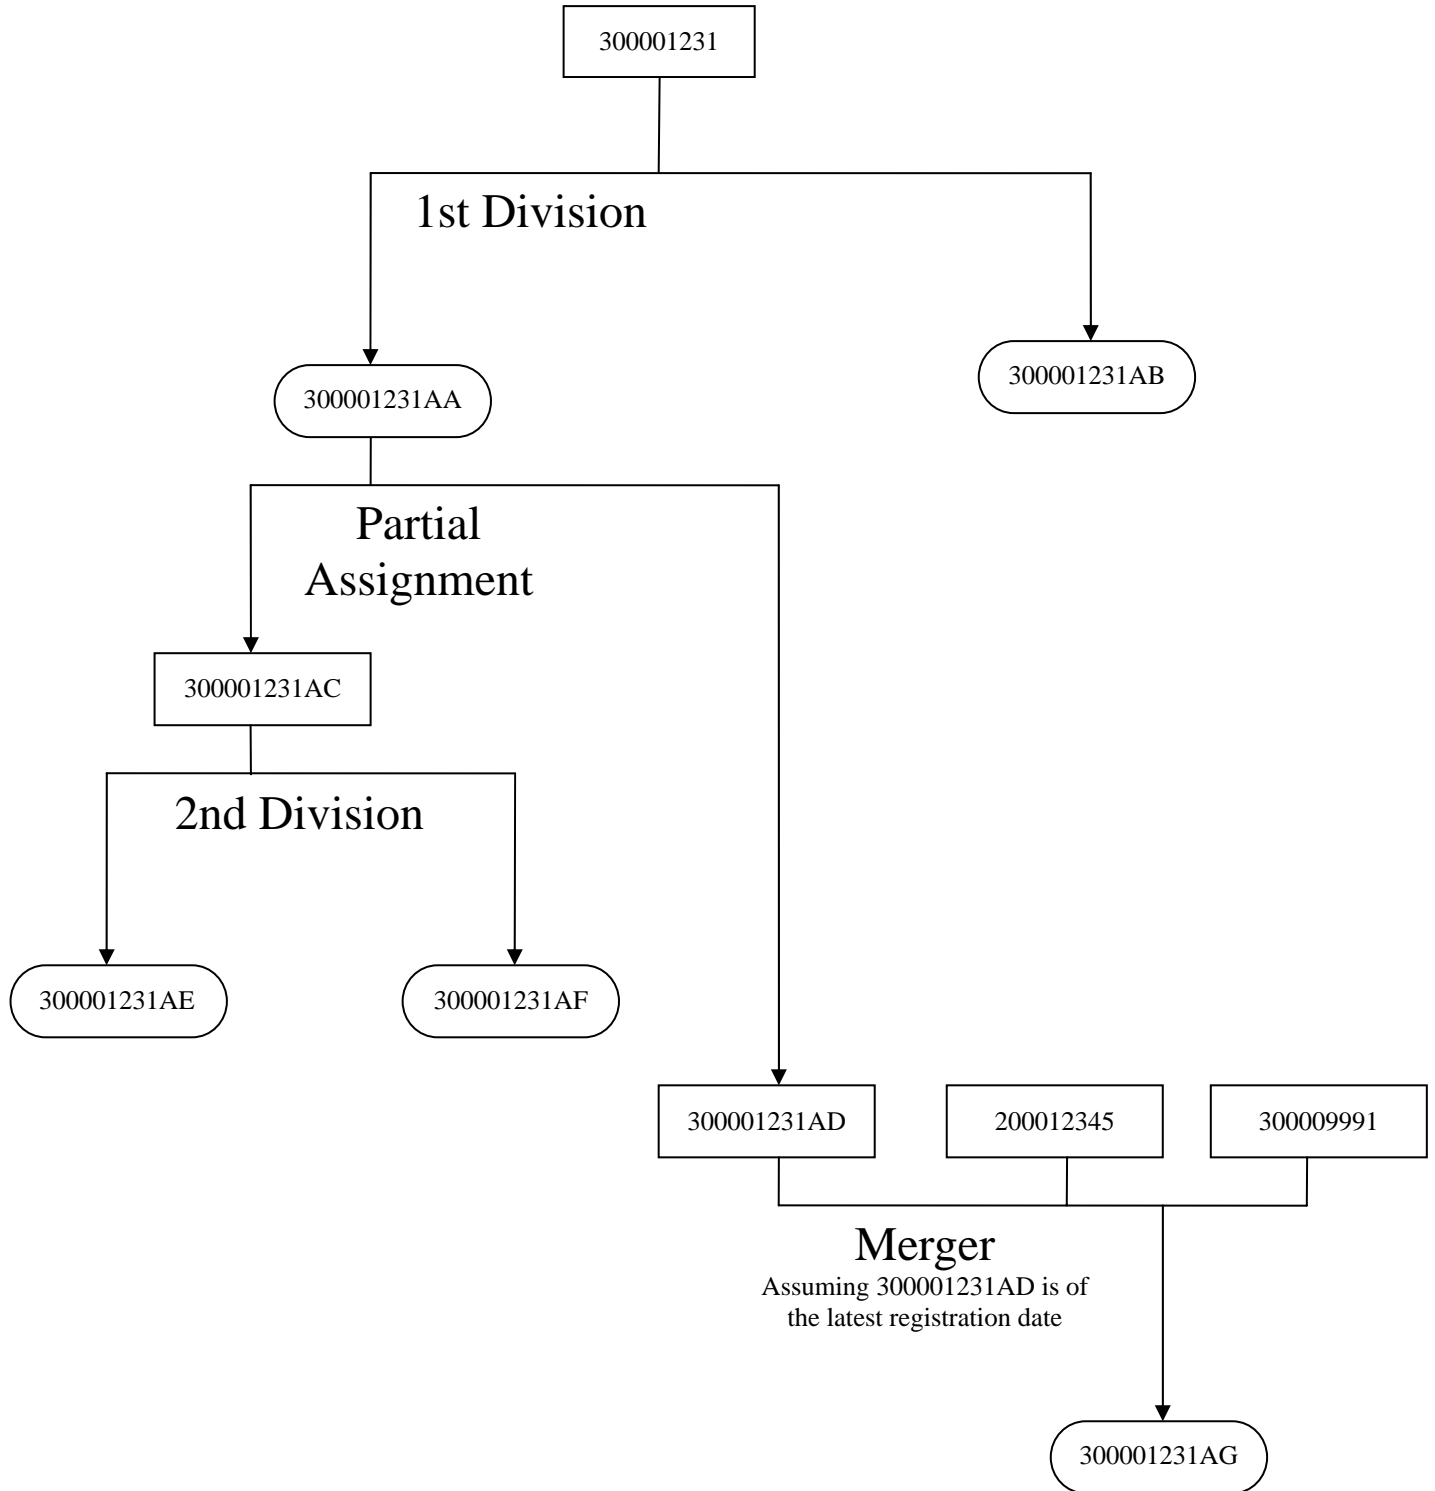 300001231
1st Division
300001231AB
300001231AA
Partial
Assignment
300001231AC
2nd Division
300001231AE
300001231AF
300001231AD
200012345
300009991
Merger
Assuming 300001231AD is of
the latest registration date
300001231AG